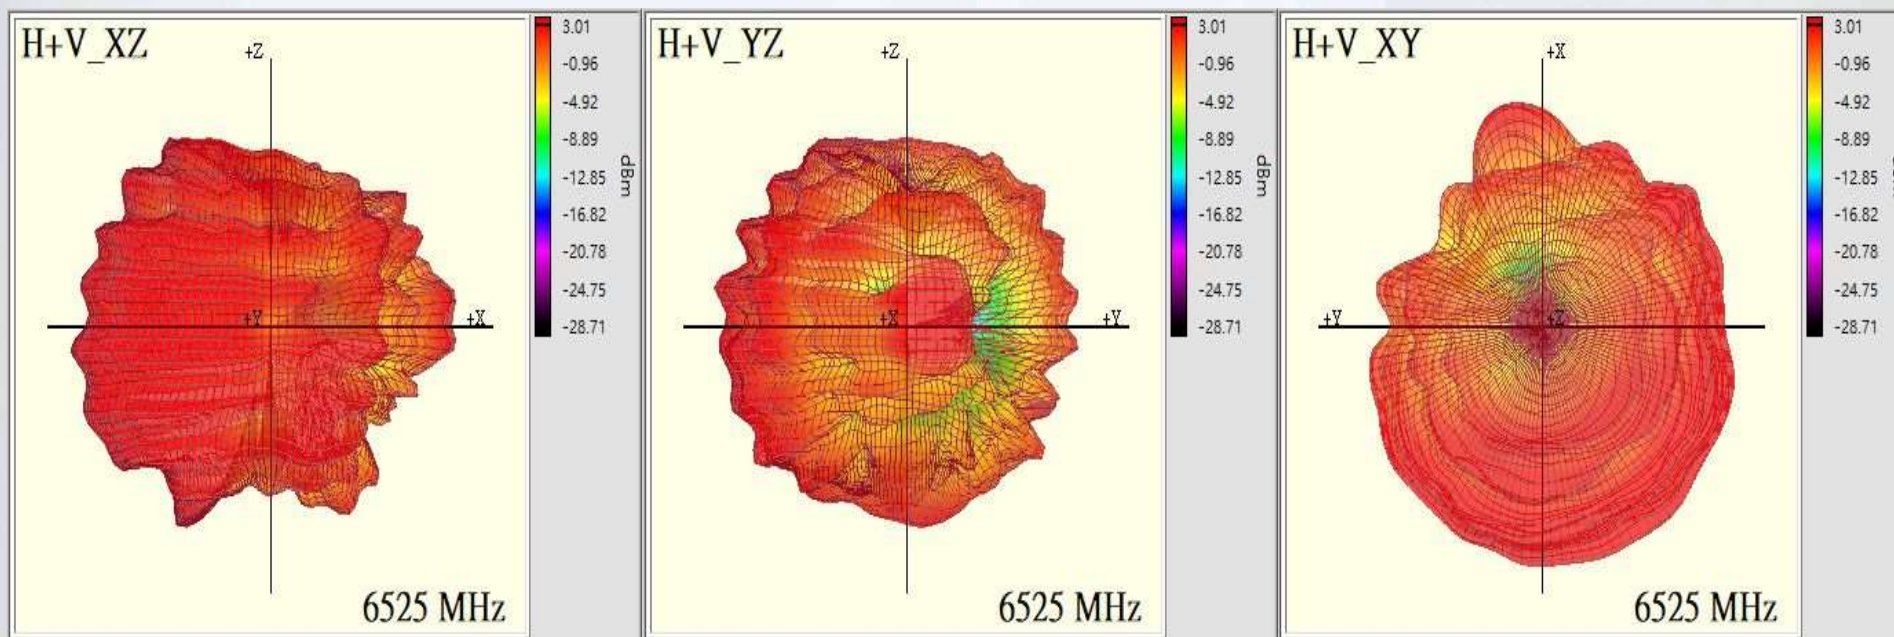 H+V_XZ
+Z
+Y
+X
6525 MHz
3.01
-0.96
-4.92
-8.89
-12.85
-16.82
-20.78
-24.75
-28.71
dBm
H+V_YZ
+Z
+X
+Y
6525 MHz
3.01
-0.96
-4.92
-8.89
-12.85
-16.82
-20.78
-24.75
-28.71
dBm
H+V_XY
+X
+Y
+Z
6525 MHz
3.01
-0.96
-4.92
-8.89
-12.85
-16.82
-20.78
-24.75
-28.71